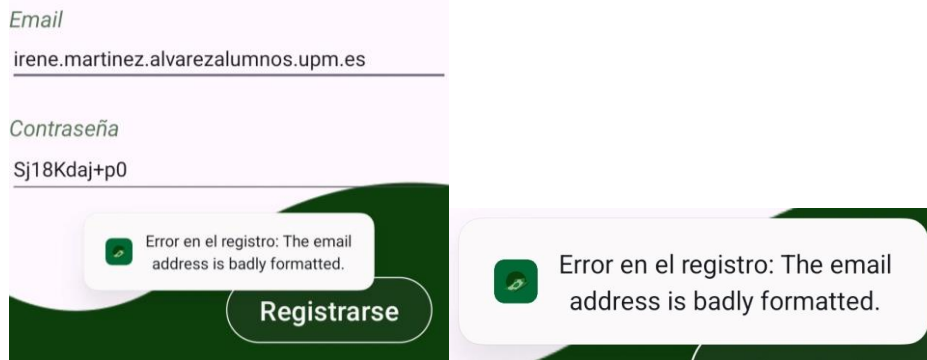 Email
irene.martinez.alvarezalumnos.upm.es
Contraseña
Sj18Kdaj+p0
Error en el registro: The email
address is badly formatted.
Registrarse
Error en el registro: The email
address is badly formatted.